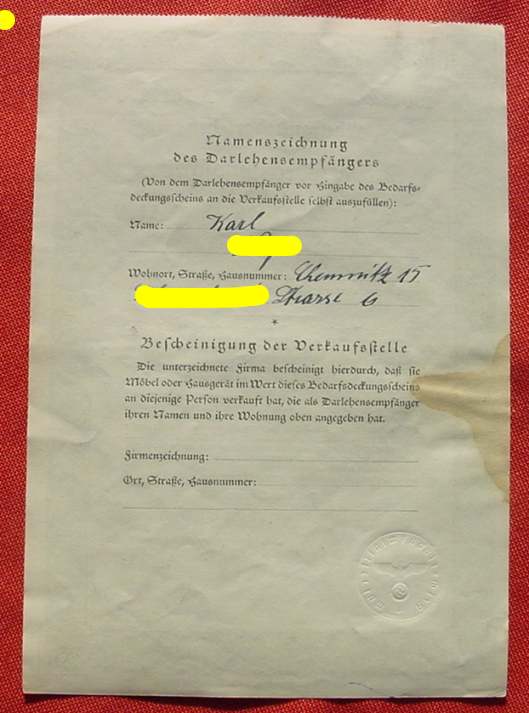 Namenszeichnung
des Darlehensempfängers
(Von dem Darlehensempfänger vor Hingabe des Bedarfs-
deckungsscheins an die Verkaufsstelle selbst auszufüllen):
Name: Karl
Wohnort, Straße, Hausnummer: Chemnitz 15
Strasse 6
*
Bescheinigung der Verkaufsstelle
Die unterzeichnete Firma bescheinigt hierdurch, daß sie
Möbel oder Hausgerät im Wert dieses Bedarfsdeckungsscheins
an diejenige Person verkauft hat, die als Darlehensempfänger
ihren Namen und ihre Wohnung oben angegeben hat.
Firmenzeichnung:
Ort, Straße, Hausnummer: